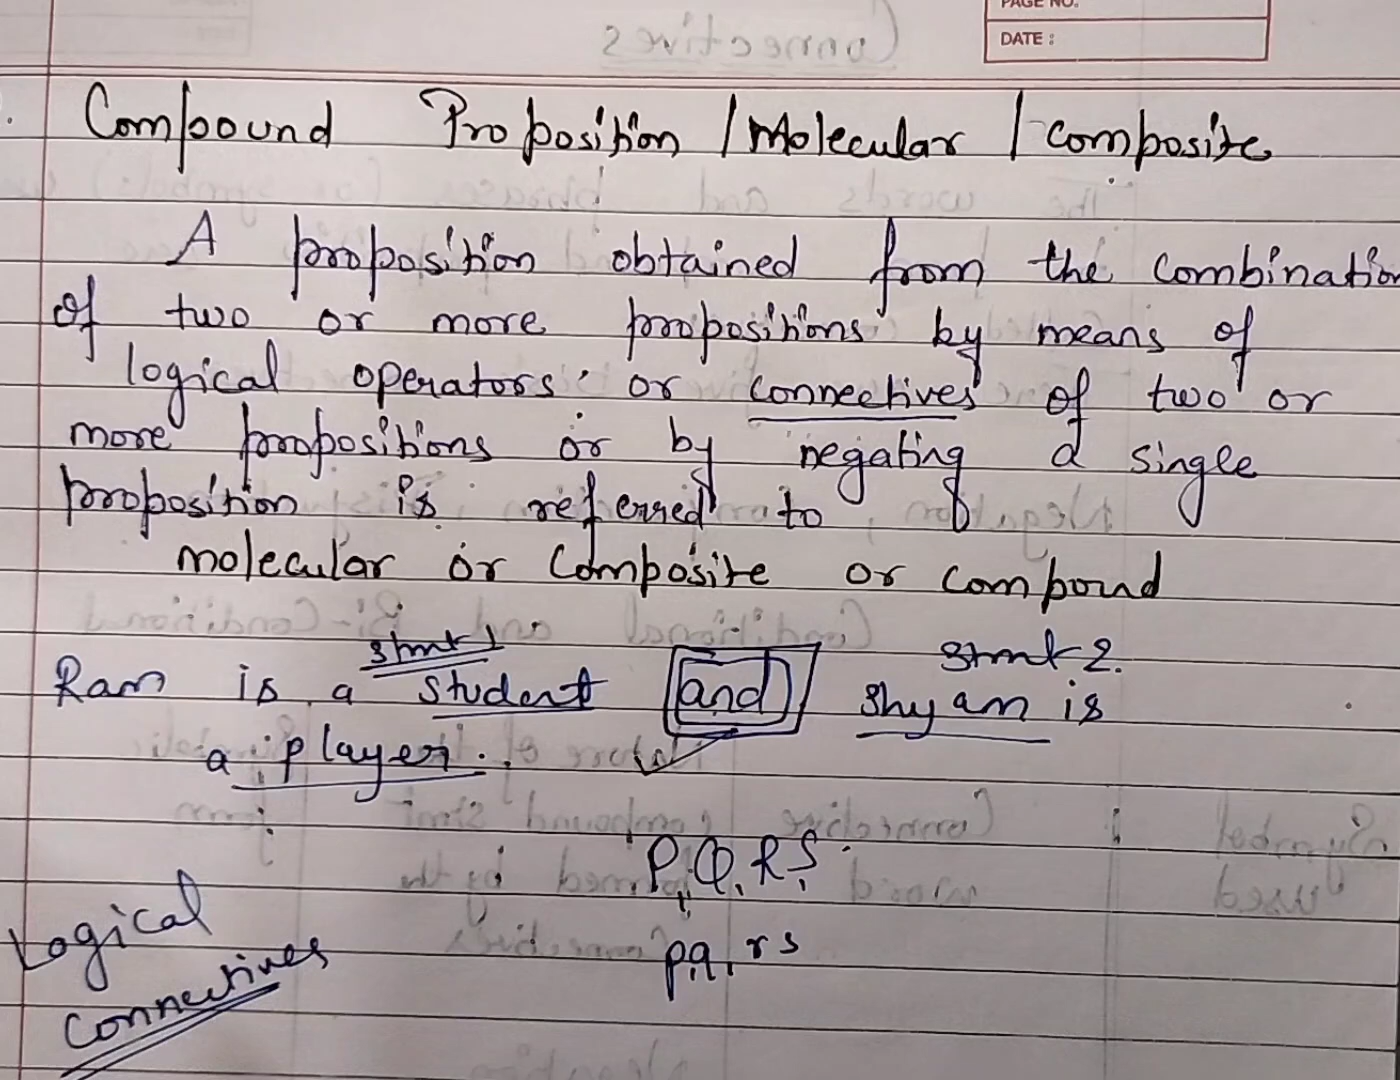 PAGE NO.
DATE :
Compound Proposition / Molecular / composite
A proposition obtained from the combination
of two or more propositions by means of
logical operators or connectives of two or
more propositions or by negating a single
proposition is referred to
molecular or Composite or compound
stmt 1 stmt 2.
Ram is a student and shyam is
a player.
P, Q, R, S
Logical
p, q, r s
connectives